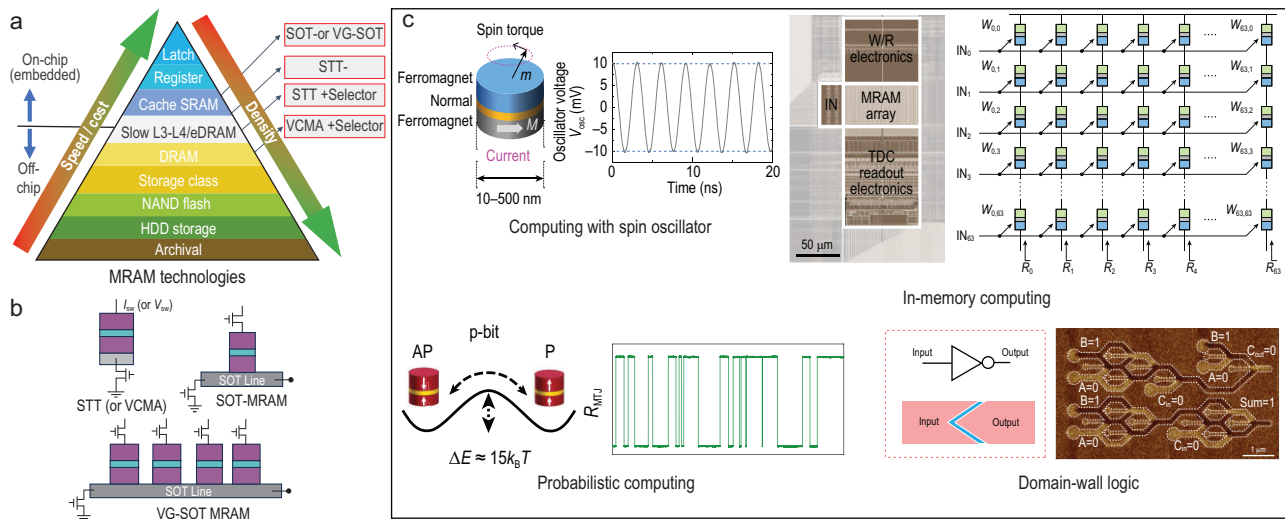 a
On-chip
(embedded)
Off-
chip
Speed / cost
Density
Latch
Register
Cache SRAM
Slow L3-L4/eDRAM
DRAM
Storage class
NAND flash
HDD storage
Archival
SOT-or VG-SOT
STT-
STT +Selector
VCMA +Selector
MRAM technologies
b
Isw (or Vsw)
STT (or VCMA)
SOT Line
SOT-MRAM
SOT Line
VG-SOT MRAM
c
Spin torque
m
Ferromagnet
Normal
Ferromagnet
M
Current
10–500 nm
Oscillator voltage
Vosc (mV)
10
5
0
−5
−10
0
5
10
15
20
Time (ns)
Computing with spin oscillator
W/R
electronics
IN
MRAM
array
TDC
readout
electronics
50 μm
W0,0
W63,0
IN0
W0,1
W63,1
IN1
W0,2
W63,2
IN2
W0,3
W63,3
IN3
W0,63
W63,63
IN63
....
....
....
....
....
R0
R1
R2
R3
R4
R63
In-memory computing
p-bit
AP
P
ΔE ≈ 15kBT
RMTJ
Probabilistic computing
Input
Output
Input
Output
B=1
A=0
B=1
A=0
Cin=0
Cin=0
B=1
A=0
Cout=0
Sum=1
1 μm
Domain-wall logic